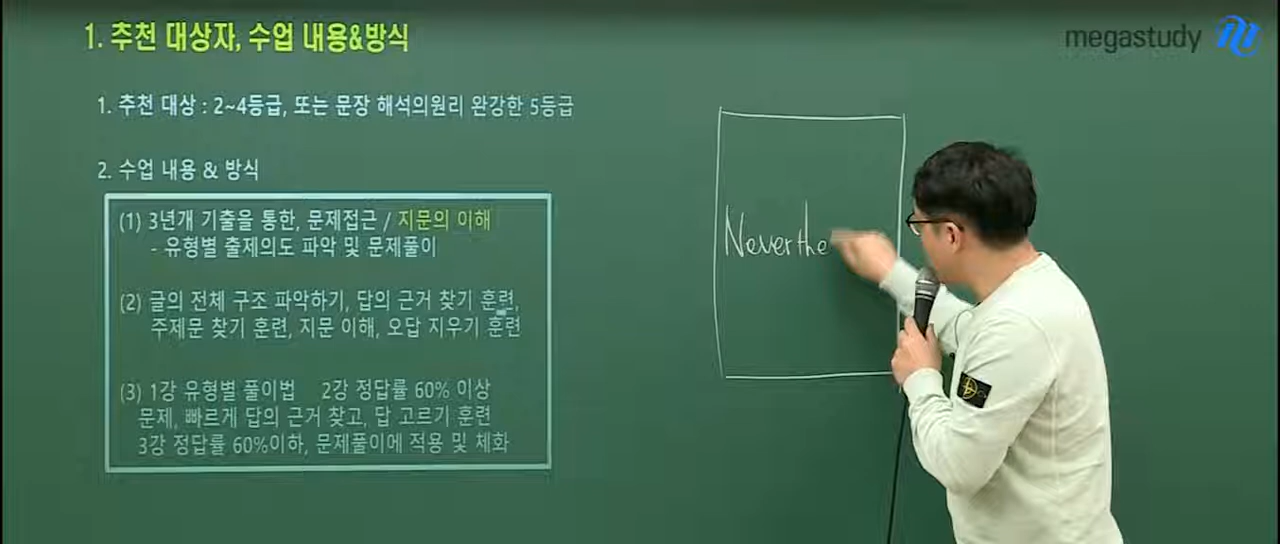 1. 추천 대상자, 수업 내용&방식
megastudy
1. 추천 대상 : 2~4등급, 또는 문장 해석의원리 완강한 5등급
2. 수업 내용 & 방식
(1) 3년개 기출을 통한, 문제접근 / 지문의 이해
- 유형별 출제의도 파악 및 문제풀이
(2) 글의 전체 구조 파악하기, 답의 근거 찾기 훈련,
주제문 찾기 훈련, 지문 이해, 오답 지우기 훈련
(3) 1강 유형별 풀이법 2강 정답률 60% 이상
문제, 빠르게 답의 근거 찾고, 답 고르기 훈련
3강 정답률 60%이하, 문제풀이에 적용 및 체화
Neverthe